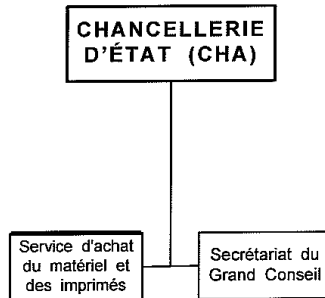 CHANCELLERIE
D'ÉTAT (CHA)
Service d'achat
du matériel et
des imprimés
Secrétariat du
Grand Conseil